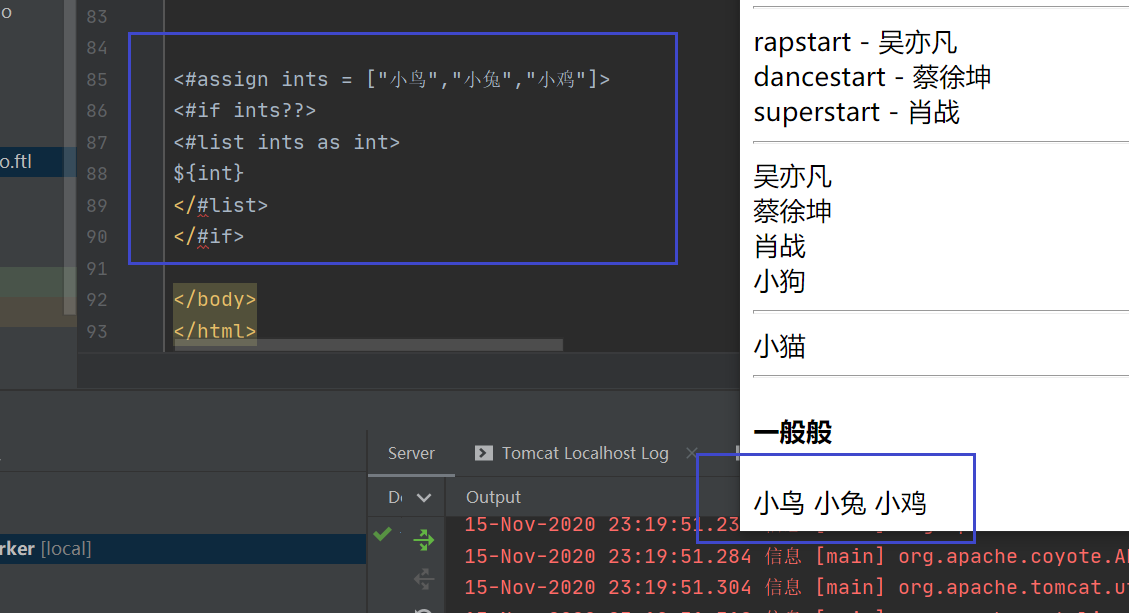 o
83
84
85 <#assign ints = ["小鸟","小兔","小鸡"]>
86 <#if ints??>
87 <#list ints as int>
o.ftl
88 ${int}
89 </#list>
90 </#if>
91
92 </body>
93 </html>
rapstart - 吴亦凡
dancestart - 蔡徐坤
superstart - 肖战
吴亦凡
蔡徐坤
肖战
小狗
小猫
一般般
小鸟 小兔 小鸡
Server
Tomcat Localhost Log
Output
rker [local]
15-Nov-2020 23:19:51.23
15-Nov-2020 23:19:51.284 信息 [main] org.apache.coyote.A
15-Nov-2020 23:19:51.304 信息 [main] org.apache.tomcat.u